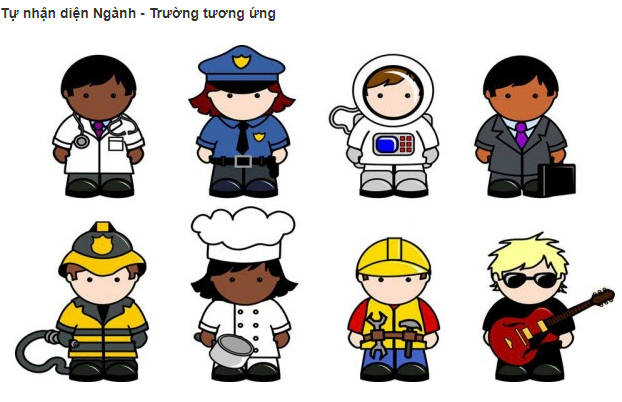 Tự nhận diện Ngành - Trường tương ứng